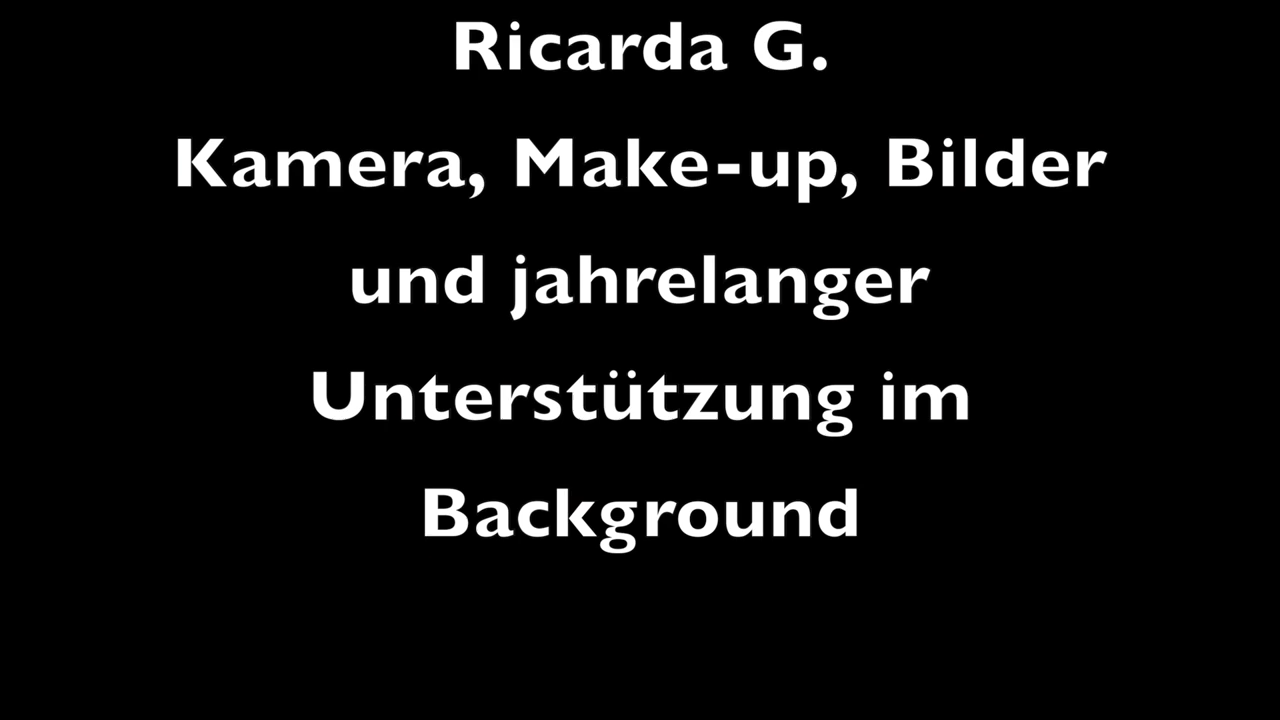 Ricarda G.
Kamera, Make-up, Bilder
und jahrelanger
Unterstützung im
Background